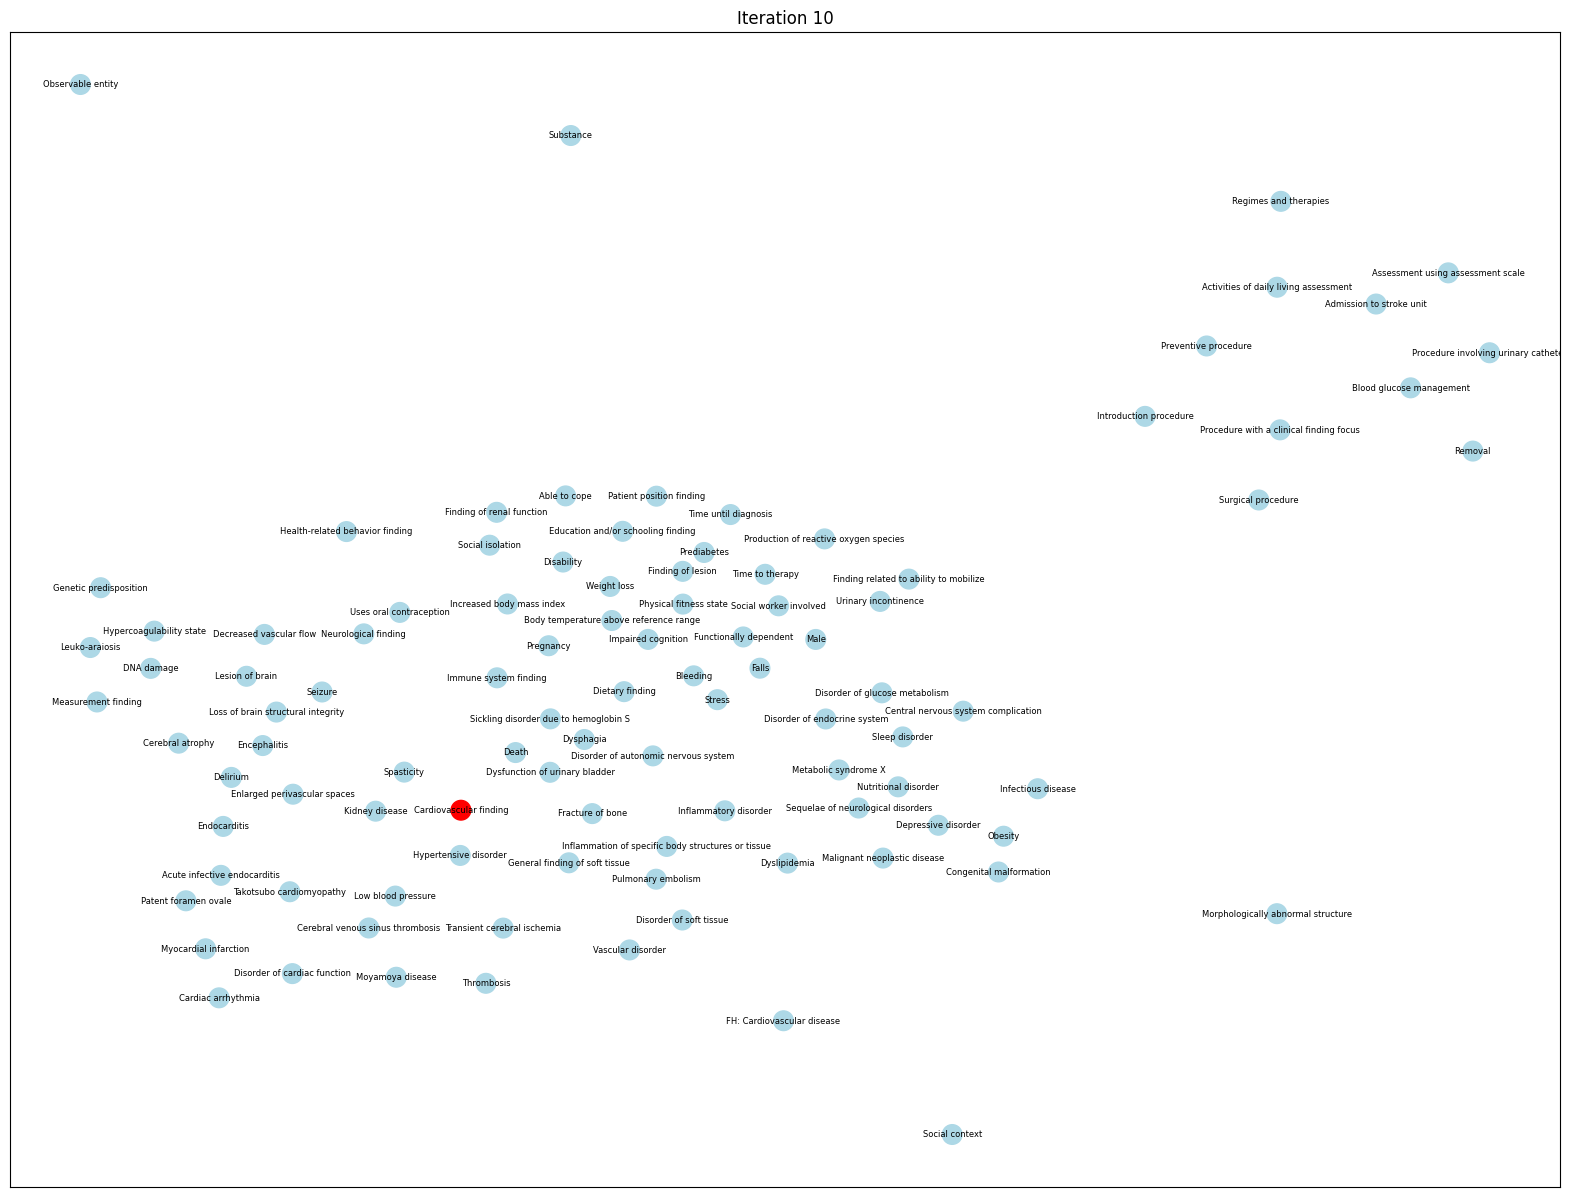 Iteration 10
Observable entity
Substance
Regimes and therapies
Assessment using assessment scale
Activities of daily living assessment
Admission to stroke unit
Preventive procedure
Procedure involving urinary cathete
Blood glucose management
Introduction procedure
Procedure with a clinical finding focus
Removal
Able to cope
Patient position finding
Surgical procedure
Finding of renal function
Time until diagnosis
Health-related behavior finding
Education and/or schooling finding
Production of reactive oxygen species
Social isolation
Prediabetes
Disability
Finding of lesion
Time to therapy
Finding related to ability to mobilize
Genetic predisposition
Weight loss
Urinary incontinence
Increased body mass index
Physical fitness state
Social worker involved
Uses oral contraception
Body temperature above reference range
Hypercoagulability state
Decreased vascular flow
Neurological finding
Impaired cognition
Functionally dependent
Male
Leuko-araiosis
Pregnancy
DNA damage
Falls
Lesion of brain
Immune system finding
Bleeding
Seizure
Dietary finding
Disorder of glucose metabolism
Measurement finding
Stress
Loss of brain structural integrity
Central nervous system complication
Sickling disorder due to hemoglobin S
Disorder of endocrine system
Cerebral atrophy
Encephalitis
Dysphagia
Sleep disorder
Death
Disorder of autonomic nervous system
Delirium
Spasticity
Dysfunction of urinary bladder
Metabolic syndrome X
Enlarged perivascular spaces
Nutritional disorder
Infectious disease
Kidney disease
Cardiovascular finding
Fracture of bone
Inflammatory disorder
Sequelae of neurological disorders
Endocarditis
Depressive disorder
Obesity
Inflammation of specific body structures or tissue
Hypertensive disorder
General finding of soft tissue
Dyslipidemia
Malignant neoplastic disease
Acute infective endocarditis
Pulmonary embolism
Congenital malformation
Takotsubo cardiomyopathy
Low blood pressure
Patent foramen ovale
Morphologically abnormal structure
Disorder of soft tissue
Cerebral venous sinus thrombosis
Transient cerebral ischemia
Myocardial infarction
Vascular disorder
Disorder of cardiac function
Moyamoya disease
Thrombosis
Cardiac arrhythmia
FH: Cardiovascular disease
Social context